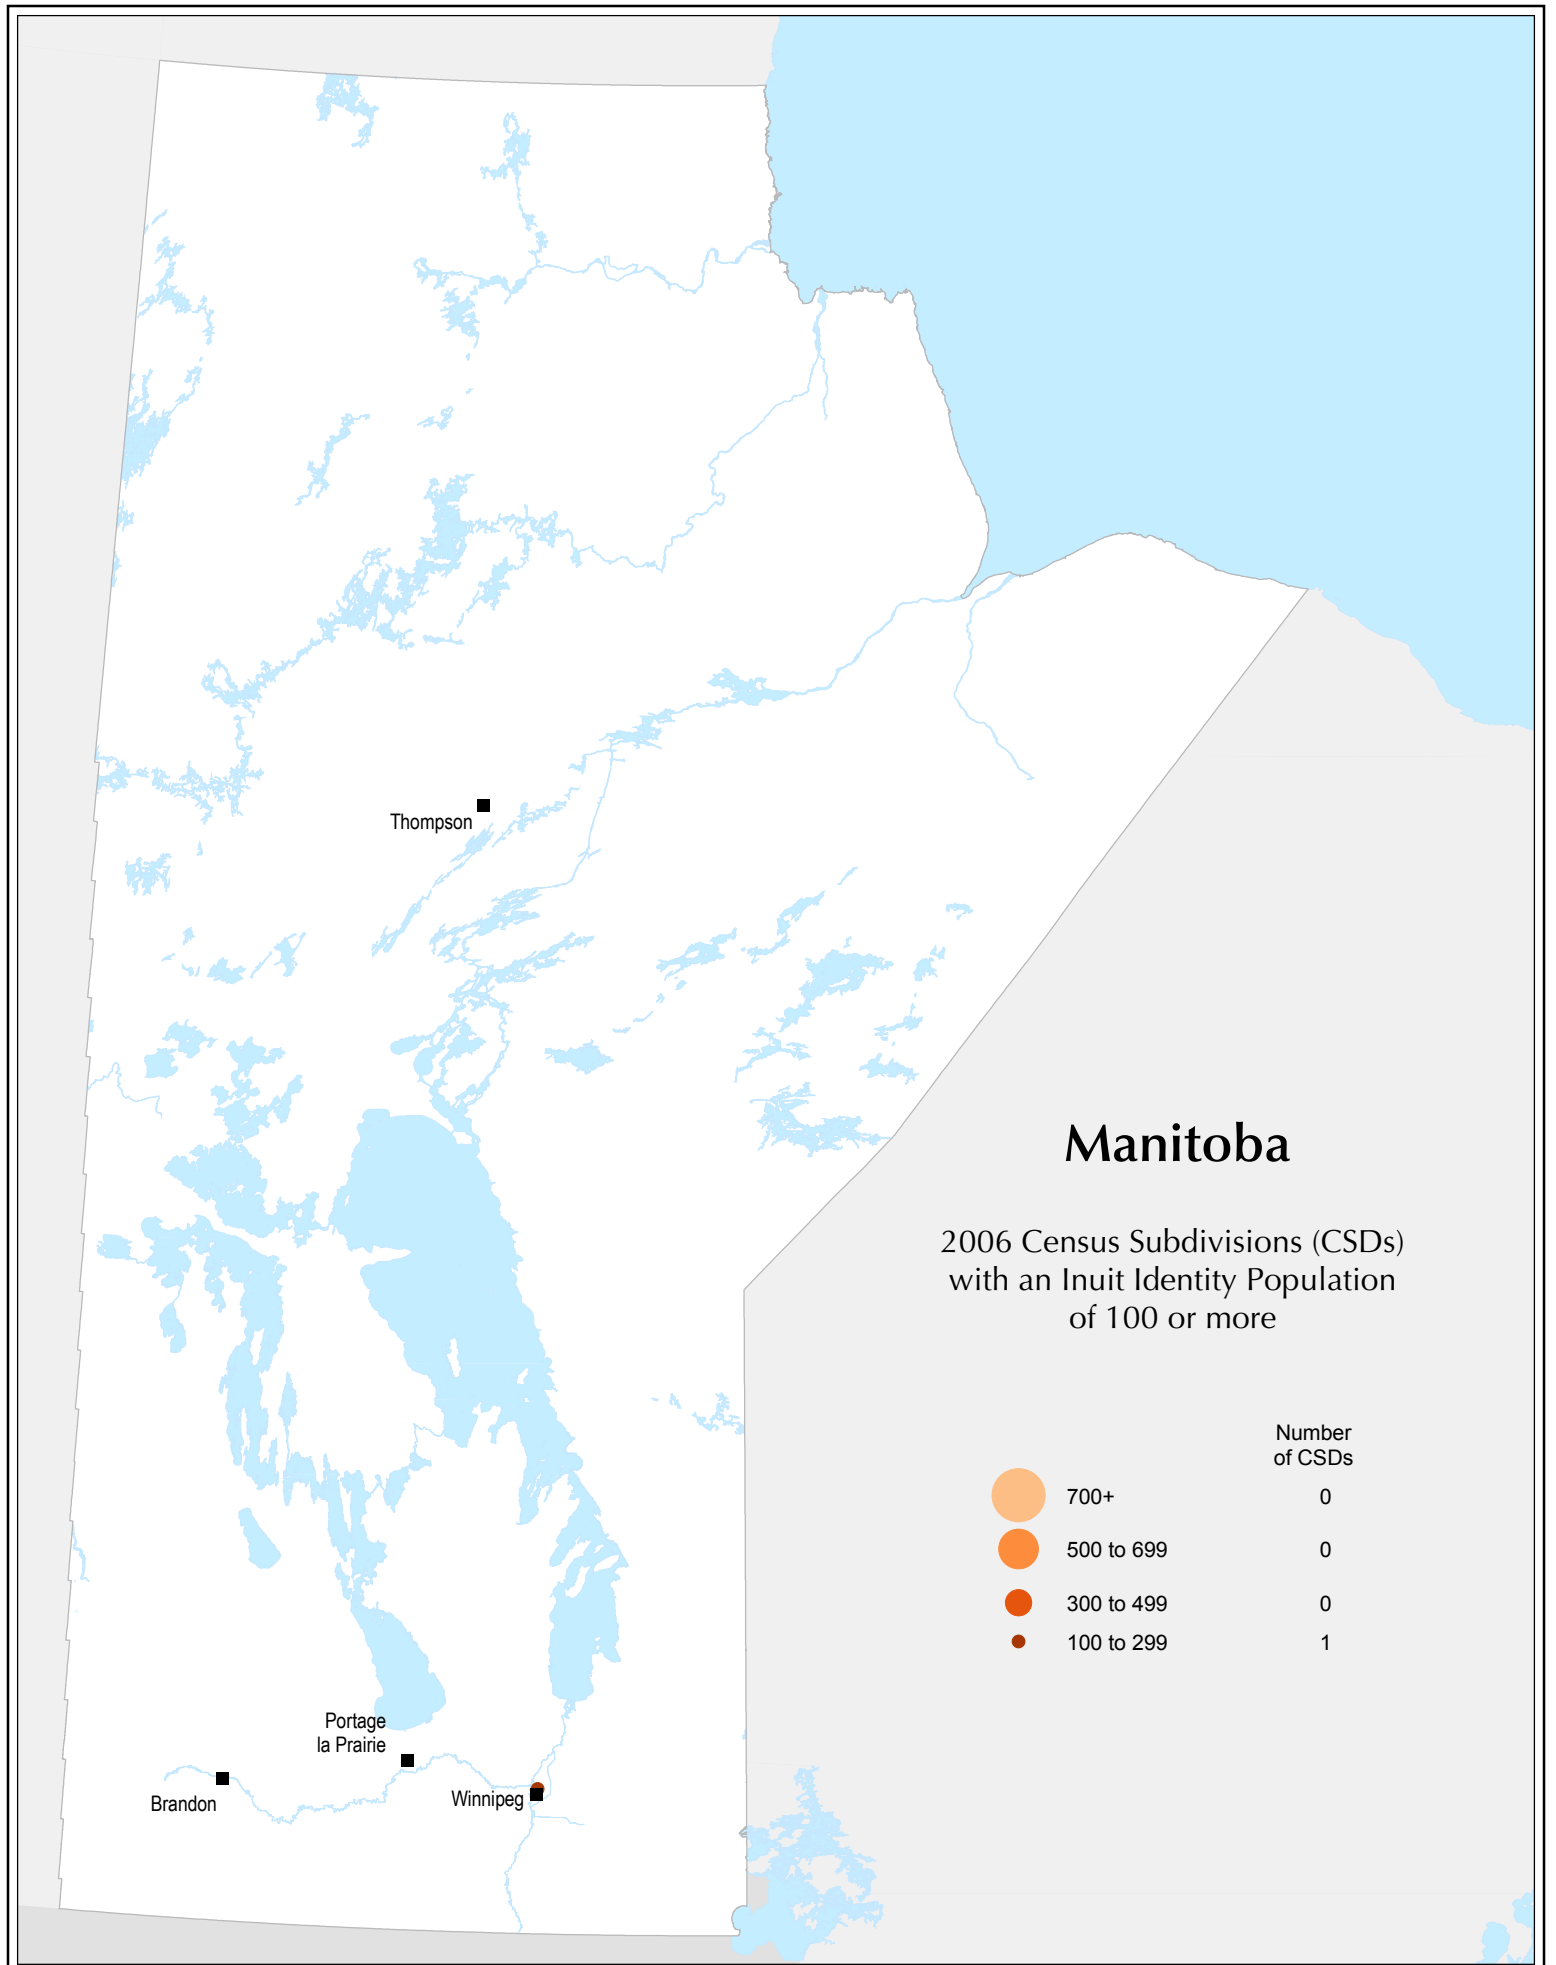 Thompson
Manitoba
2006 Census Subdivisions (CSDs)
with an Inuit Identity Population
of 100 or more
Number
of CSDs
700+ 0
500 to 699 0
300 to 499 0
100 to 299 1
Portage
la Prairie
Brandon
Winnipeg